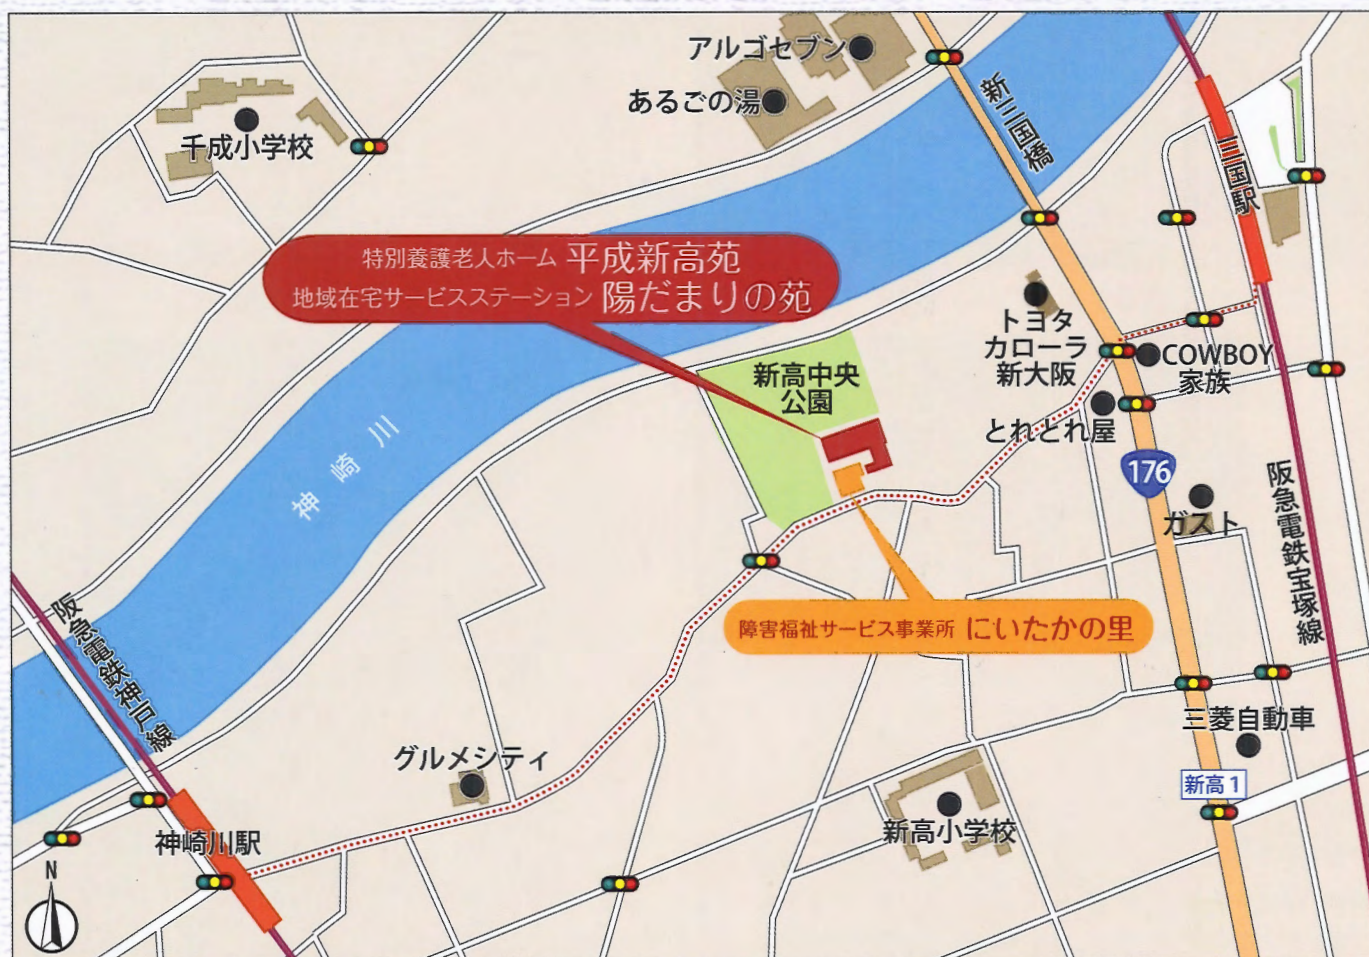 アルゴセブン
あるごの湯
新三国橋
千成小学校
三国駅
特別養護老人ホーム 平成新高苑
地域在宅サービスステーション 陽だまりの苑
トヨタ
カローラ
新大阪
COWBOY
家族
新高中央
公園
とれとれ屋
神崎川
176
ガスト
阪急電鉄宝塚線
阪急電鉄神戸線
障害福祉サービス事業所 にいたかの里
三菱自動車
グルメシティ
新高1
新高小学校
神崎川駅
N